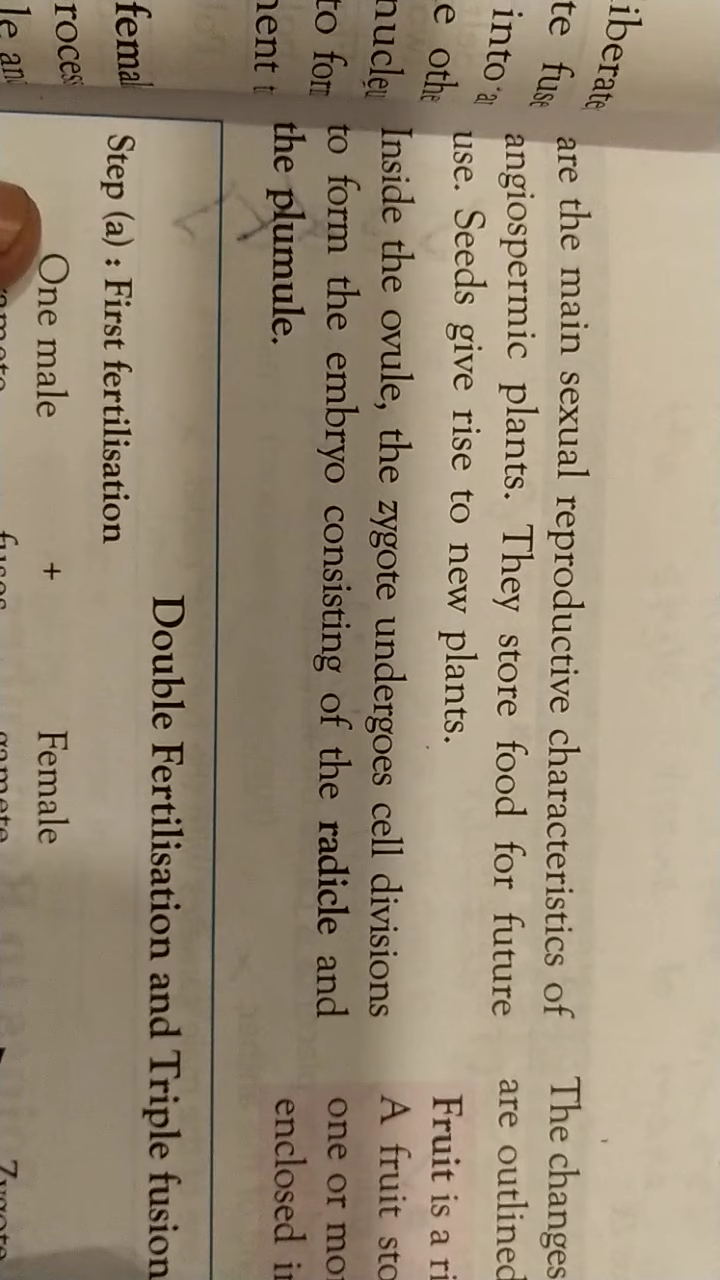 are the main sexual reproductive characteristics of
angiospermic plants. They store food for future
use. Seeds give rise to new plants.
Inside the ovule, the zygote undergoes cell divisions
to form the embryo consisting of the radicle and
the plumule.
The changes
are outlined
Fruit is a
A fruit
one or
enclosed
Double Fertilisation and Triple fusion
Step (a) : First fertilisation
One male + Female
fuses gamete
Zygote